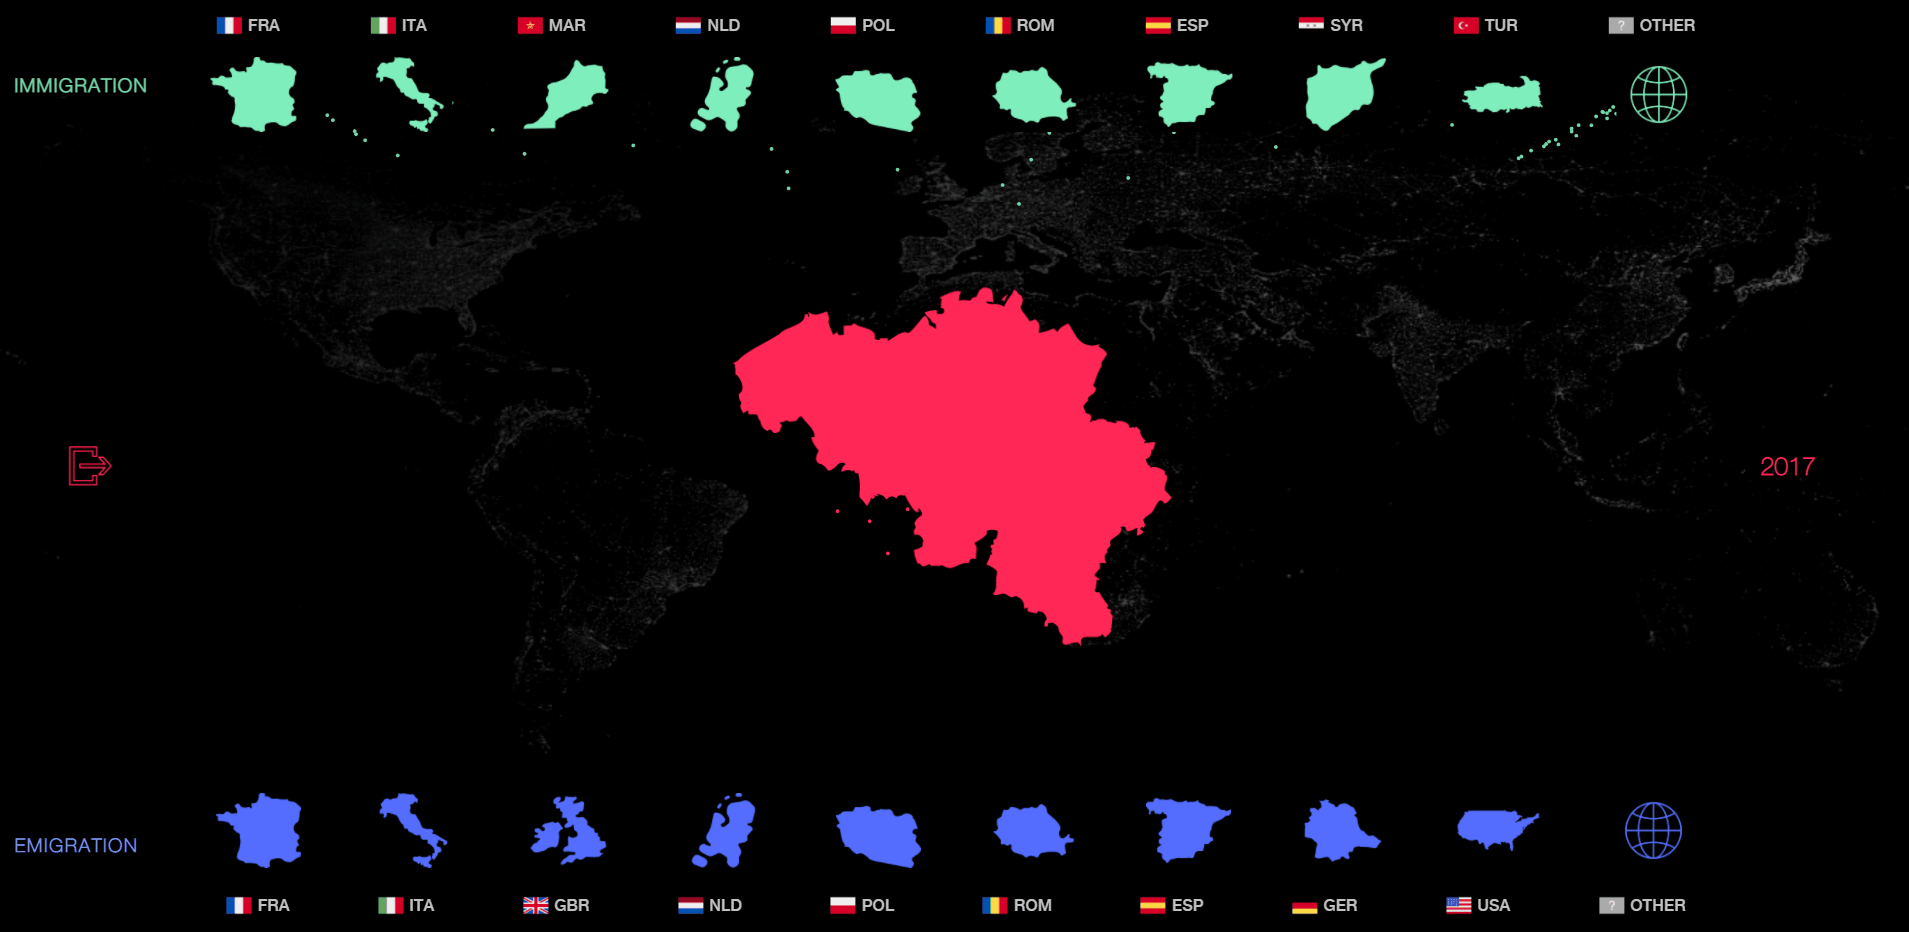 FRA ITA MAR NLD POL ROM ESP SYR TUR ? OTHER
IMMIGRATION
2017
EMIGRATION
FRA ITA GBR NLD POL ROM ESP GER USA ? OTHER